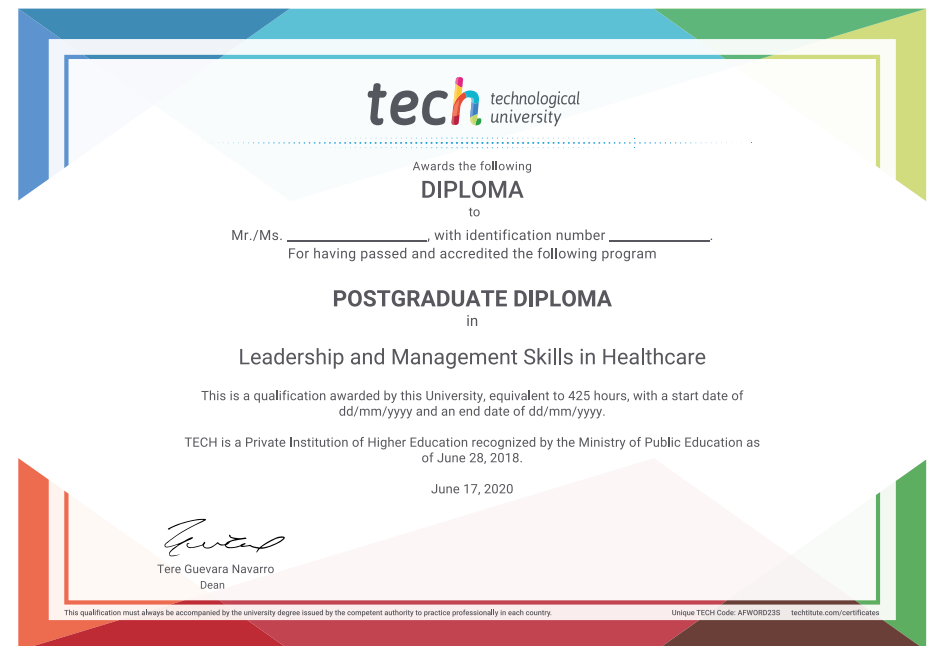 tech technological
university
Awards the following
DIPLOMA
to
Mr./Ms. ____________________, with identification number ______________.
For having passed and accredited the following program
POSTGRADUATE DIPLOMA
in
Leadership and Management Skills in Healthcare
This is a qualification awarded by this University, equivalent to 425 hours, with a start date of
dd/mm/yyyy and an end date of dd/mm/yyyy.
TECH is a Private Institution of Higher Education recognized by the Ministry of Public Education as
of June 28, 2018.
June 17, 2020
Tere Guevara Navarro
Dean
This qualification must always be accompanied by the university degree issued by the competent authority to practice professionally in each country.
Unique TECH Code: AFWORD23S techtitute.com/certificates